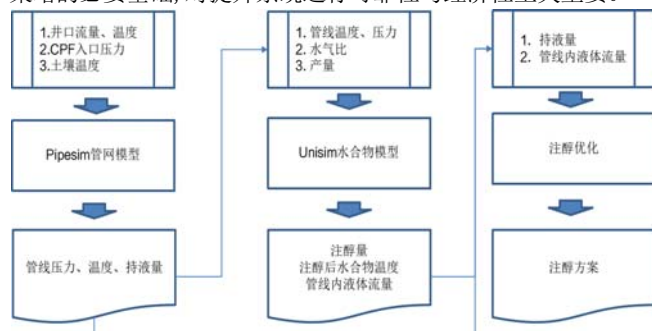 1.井口流量、温度
2.CPF入口压力
3.土壤温度
Pipesim管网模型
管线压力、温度、持液量
1. 管线温度、压力
2. 水气比
3. 产量
Unisim水合物模型
注醇量
注醇后水合物温度
管线内液体流量
1. 持液量
2. 管线内液体流量
注醇优化
注醇方案